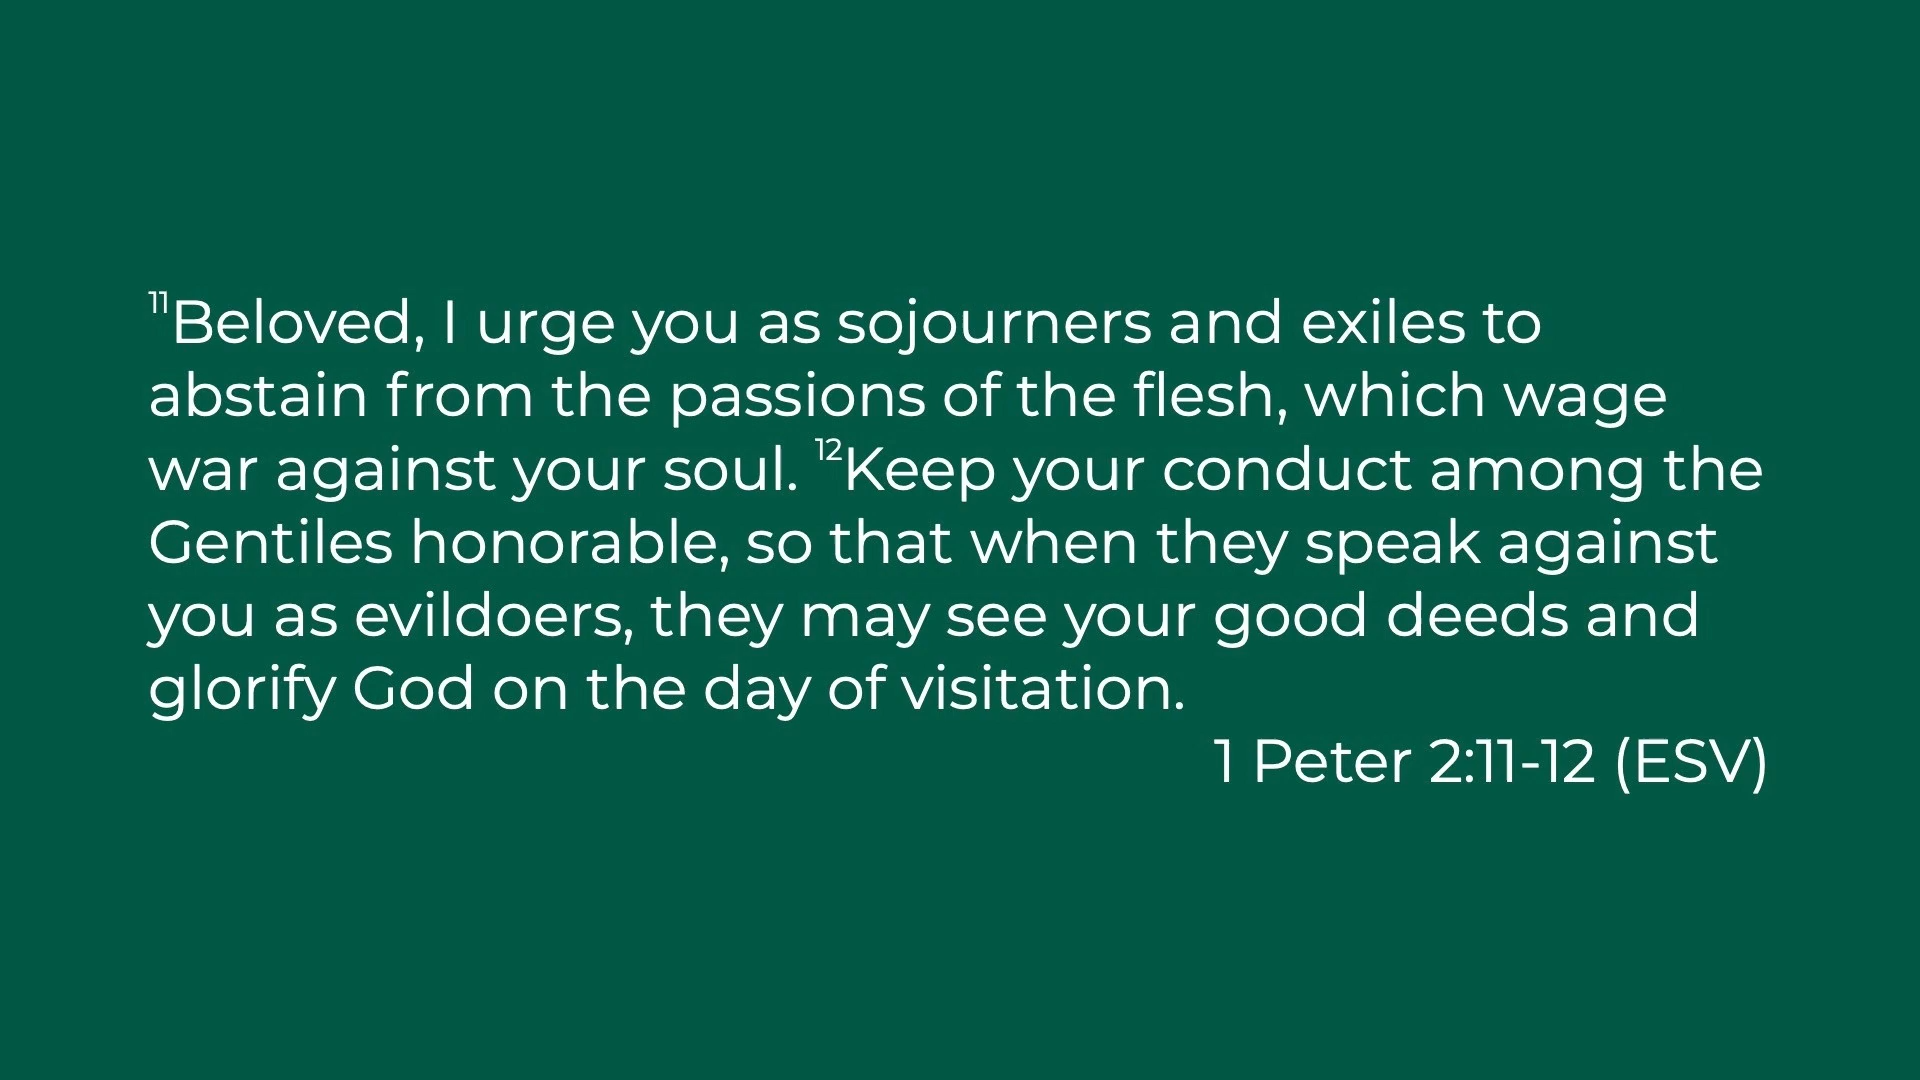 ¹¹Beloved, I urge you as sojourners and exiles to
abstain from the passions of the flesh, which wage
war against your soul. ¹²Keep your conduct among the
Gentiles honorable, so that when they speak against
you as evildoers, they may see your good deeds and
glorify God on the day of visitation.
1 Peter 2:11-12 (ESV)